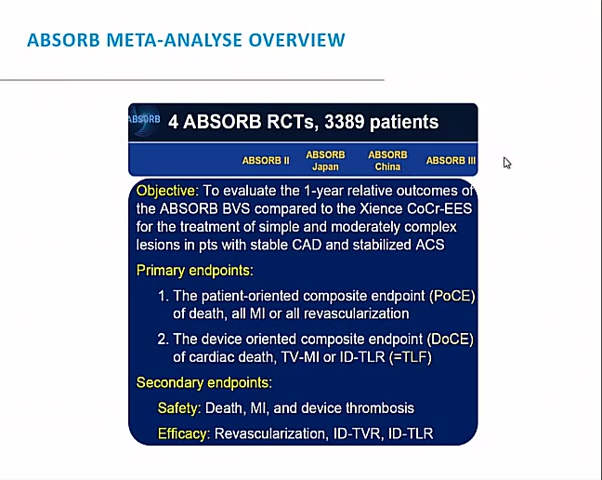 ABSORB META-ANALYSE OVERVIEW
ABSORB 4 ABSORB RCTs, 3389 patients
ABSORB II ABSORB Japan ABSORB China ABSORB III
Objective: To evaluate the 1-year relative outcomes of
the ABSORB BVS compared to the Xience CoCr-EES
for the treatment of simple and moderately complex
lesions in pts with stable CAD and stabilized ACS
Primary endpoints:
1. The patient-oriented composite endpoint (PoCE)
of death, all MI or all revascularization
2. The device oriented composite endpoint (DoCE)
of cardiac death, TV-MI or ID-TLR (=TLF)
Secondary endpoints:
Safety: Death, MI, and device thrombosis
Efficacy: Revascularization, ID-TVR, ID-TLR